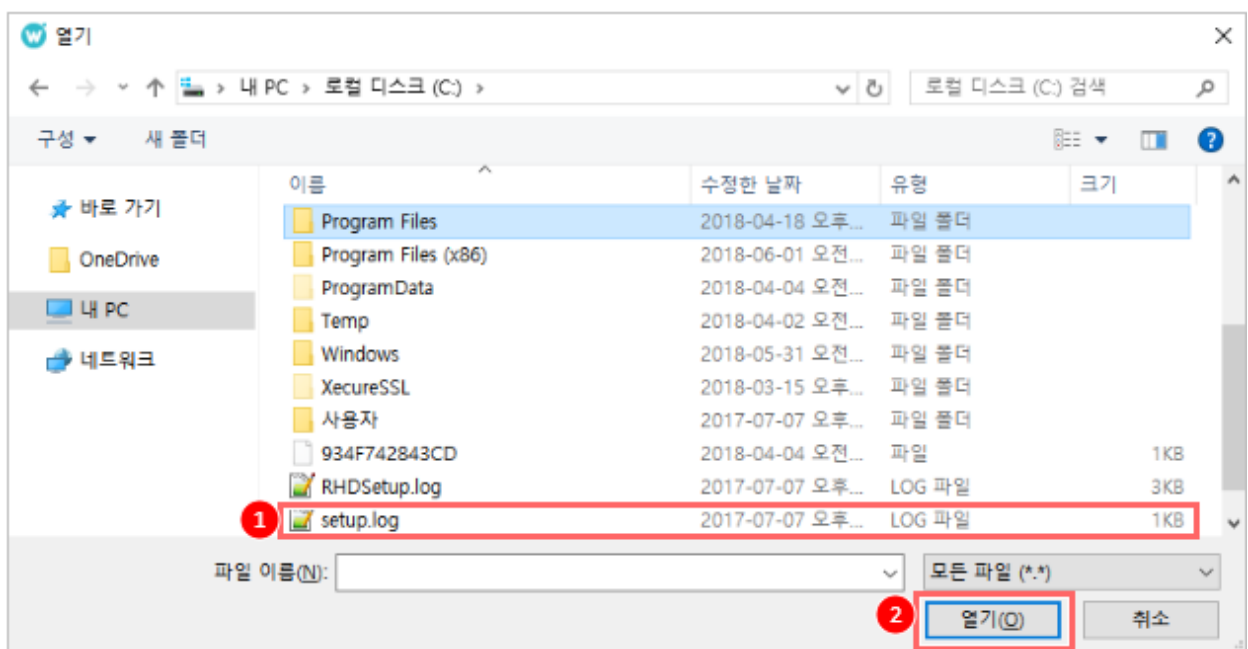 열기
내 PC > 로컬 디스크 (C:) >
로컬 디스크 (C:) 검색
구성
새 폴더
바로 가기
OneDrive
내 PC
네트워크
이름 수정한 날짜 유형 크기
Program Files 2018-04-18 오후... 파일 폴더
Program Files (x86) 2018-06-01 오전... 파일 폴더
ProgramData 2018-04-04 오전... 파일 폴더
Temp 2018-04-02 오전... 파일 폴더
Windows 2018-05-31 오전... 파일 폴더
XecureSSL 2018-03-15 오후... 파일 폴더
사용자 2017-07-07 오후... 파일 폴더
934F742843CD 2018-04-04 오전... 파일 1KB
RHDSetup.log 2017-07-07 오후... LOG 파일 3KB
1 setup.log 2017-07-07 오후... LOG 파일 1KB
파일 이름(N): 모든 파일 (*.*)
2 열기(O) 취소